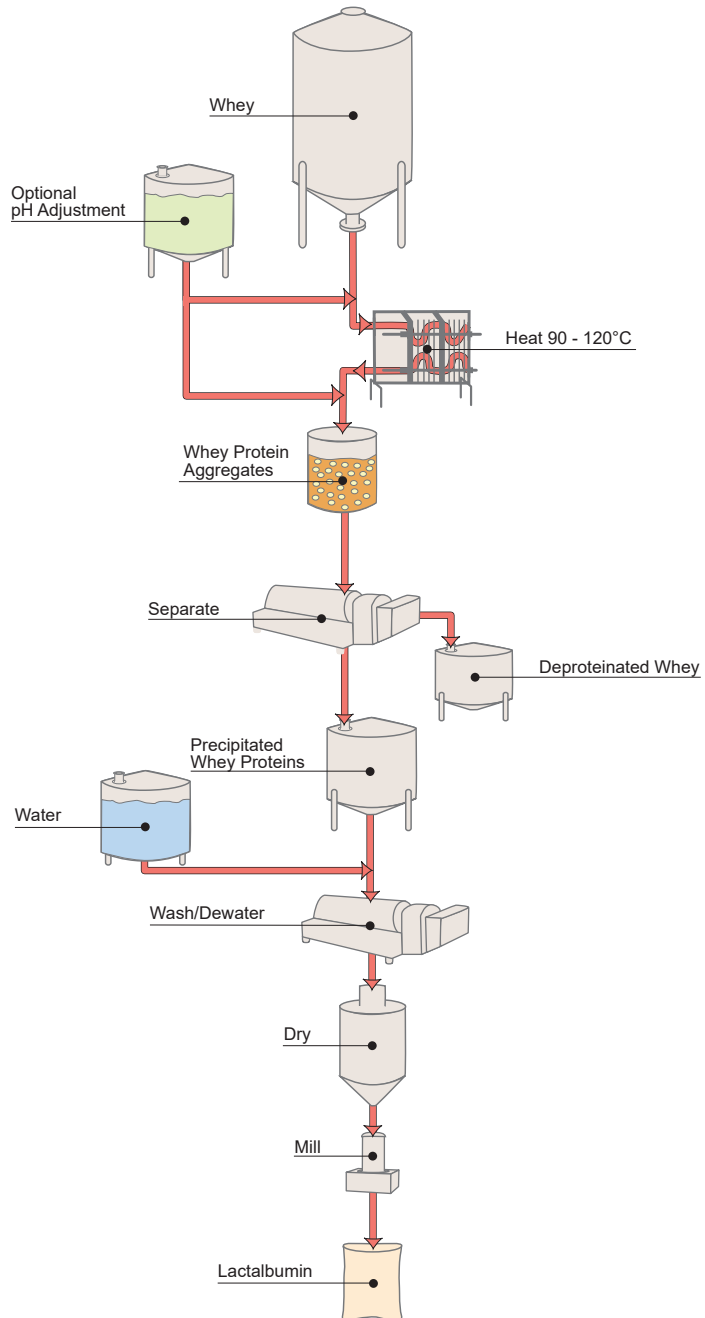 Whey
Optional
pH Adjustment
Heat 90 - 120°C
Whey Protein
Aggregates
Separate
Deproteinated Whey
Precipitated
Whey Proteins
Water
Wash/Dewater
Dry
Mill
Lactalbumin